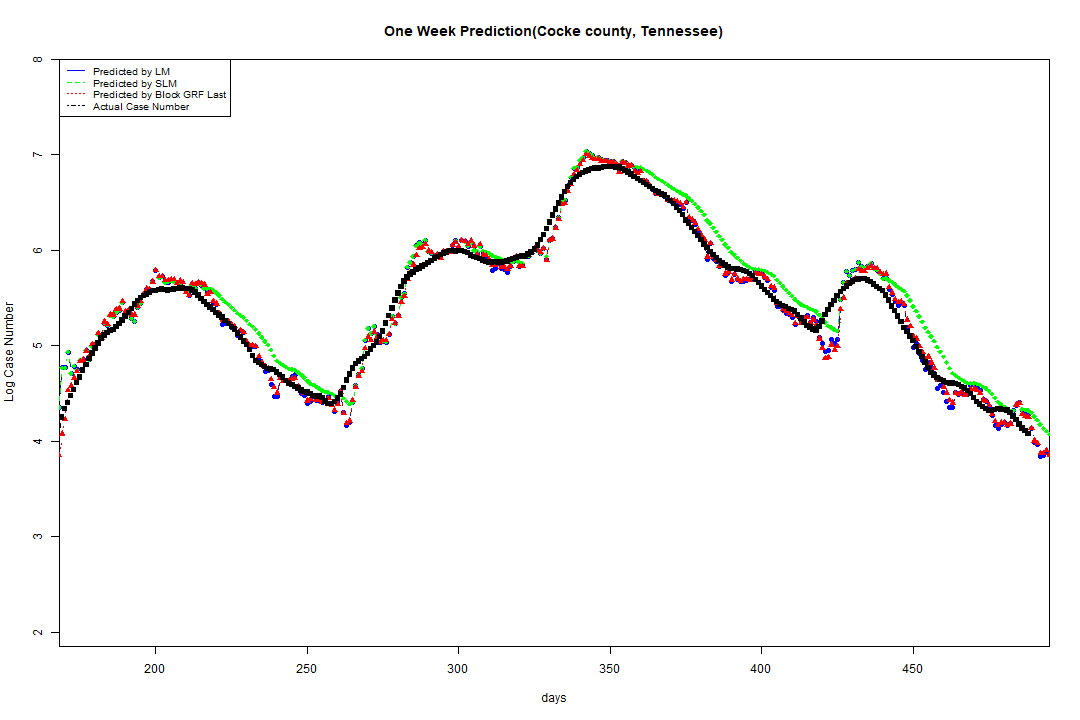 One Week Prediction(Cocke county, Tennessee)
Predicted by LM
Predicted by SLM
Predicted by Block GRF Last
Actual Case Number
Log Case Number
8
7
6
5
4
3
2
200 250 300 350 400 450
days